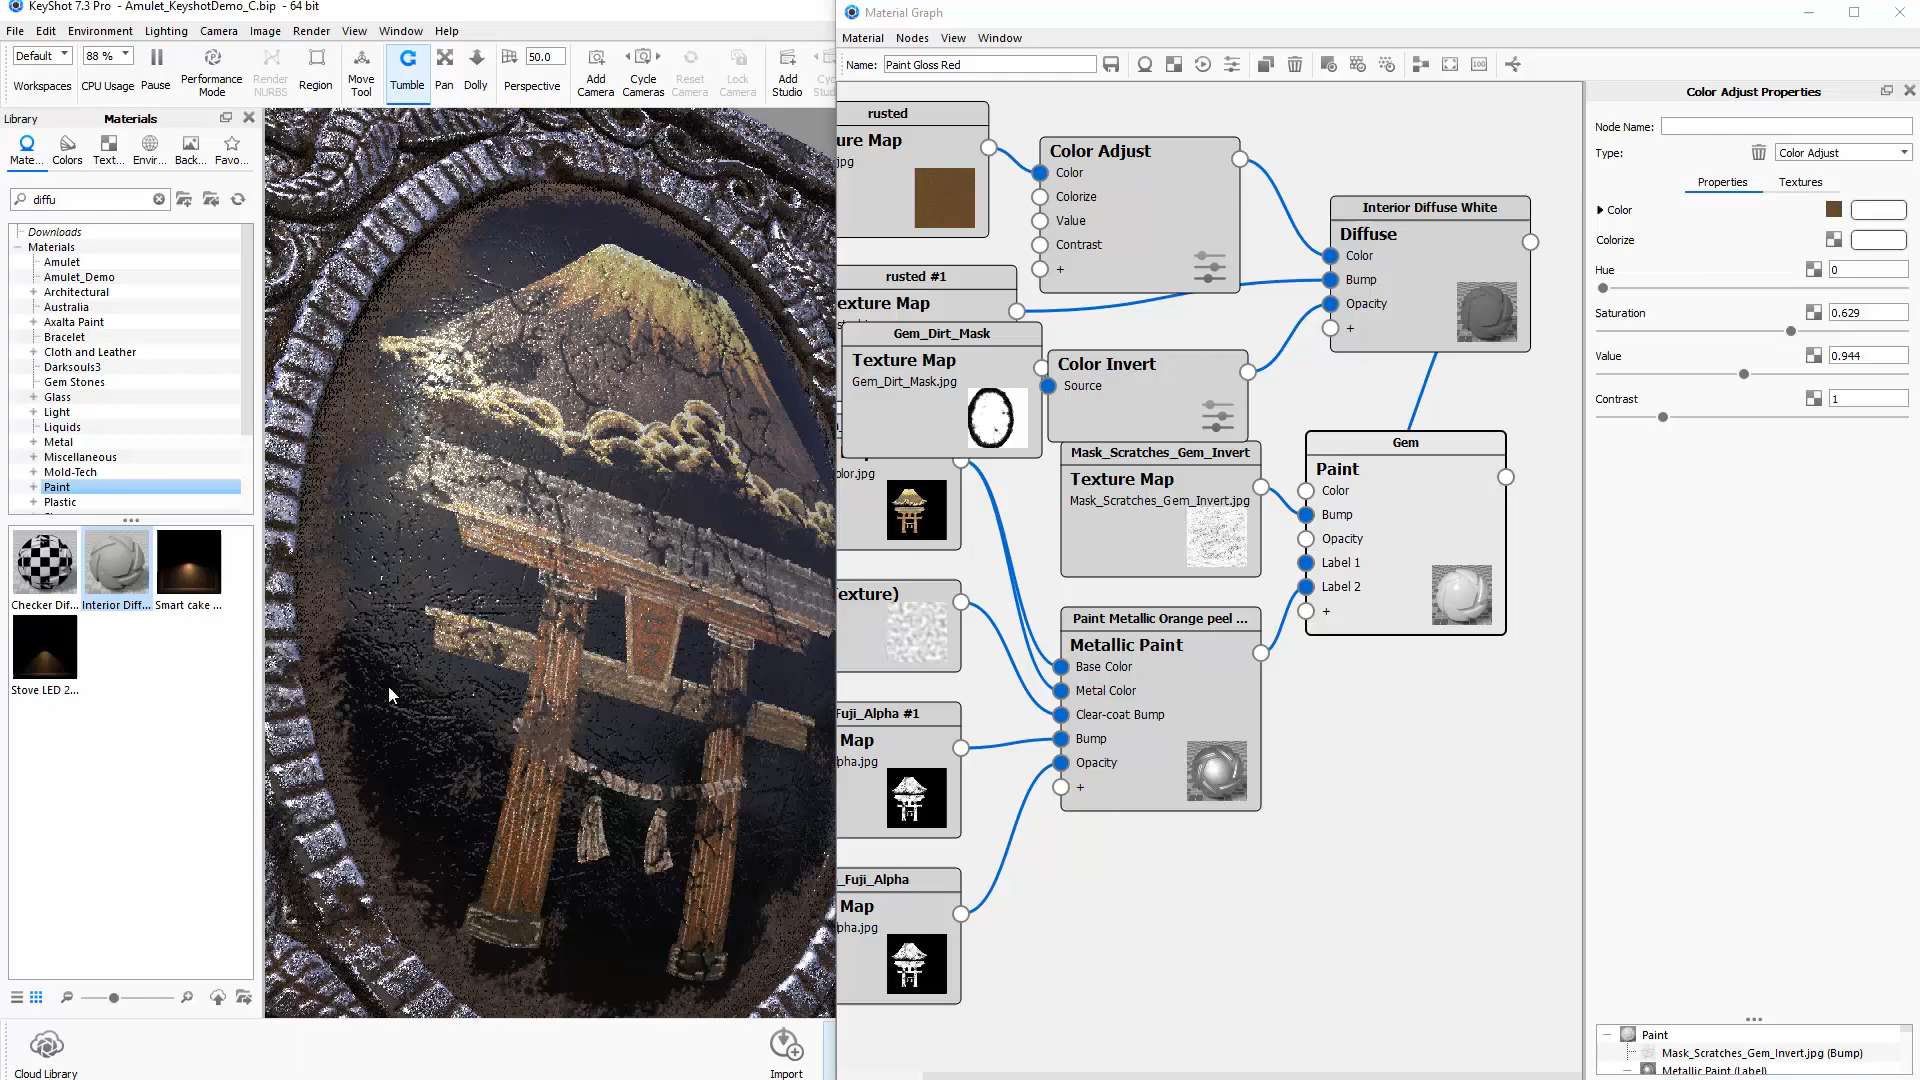 KeyShot 7.3 Pro - Amulet_KeyshotDemo_C.bip - 64 bit
File Edit Environment Lighting Camera Image Render View Window Help
Default
88 %
50.0
Workspaces
CPU Usage
Pause
Performance Mode
Render NURBS
Region
Move Tool
Tumble
Pan
Dolly
Perspective
Add Camera
Cycle Cameras
Reset Camera
Lock Camera
Add Studio
Library
Materials
Mate...
Colors
Text...
Envir...
Back...
Favo...
diffu
Downloads
Materials
Amulet
Amulet_Demo
Architectural
Australia
Axalta Paint
Bracelet
Cloth and Leather
Darksouls3
Gem Stones
Glass
Light
Liquids
Metal
Miscellaneous
Mold-Tech
Paint
Plastic
Checker Dif...
Interior Diff...
Smart cake ...
Stove LED 2...
Cloud Library
Import
Material Graph
Material Nodes View Window
Name: Paint Gloss Red
rusted
ure Map
jpg
rusted #1
exture Map
Gem_Dirt_Mask
Texture Map
Gem_Dirt_Mask.jpg
olor.jpg
exture)
Fuji_Alpha #1
Map
pha.jpg
_Fuji_Alpha
Map
pha.jpg
Color Adjust
Color
Colorize
Value
Contrast
+
Color Invert
Source
Mask_Scratches_Gem_Invert
Texture Map
Mask_Scratches_Gem_Invert.jpg
Paint Metallic Orange peel ...
Metallic Paint
Base Color
Metal Color
Clear-coat Bump
Bump
Opacity
+
Interior Diffuse White
Diffuse
Color
Bump
Opacity
+
Gem
Paint
Color
Bump
Opacity
Label 1
Label 2
+
Color Adjust Properties
Node Name:
Type: Color Adjust
Properties Textures
Color
Colorize
Hue 0
Saturation 0.629
Value 0.944
Contrast 1
Paint
Mask_Scratches_Gem_Invert.jpg (Bump)
Metallic Paint (Label)